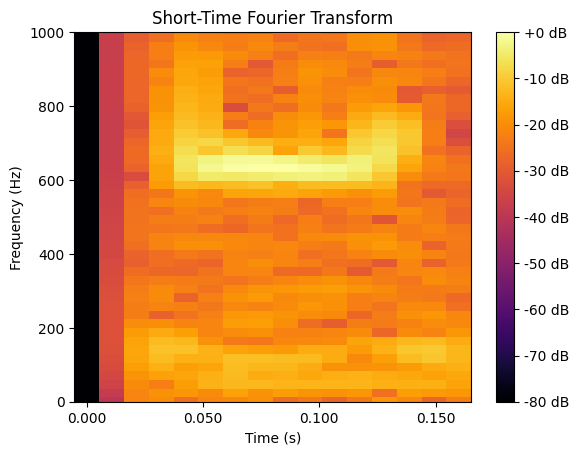 Short-Time Fourier Transform
1000
800
600
400
200
0
Frequency (Hz)
0.000
0.050
0.100
0.150
Time (s)
+0 dB
-10 dB
-20 dB
-30 dB
-40 dB
-50 dB
-60 dB
-70 dB
-80 dB